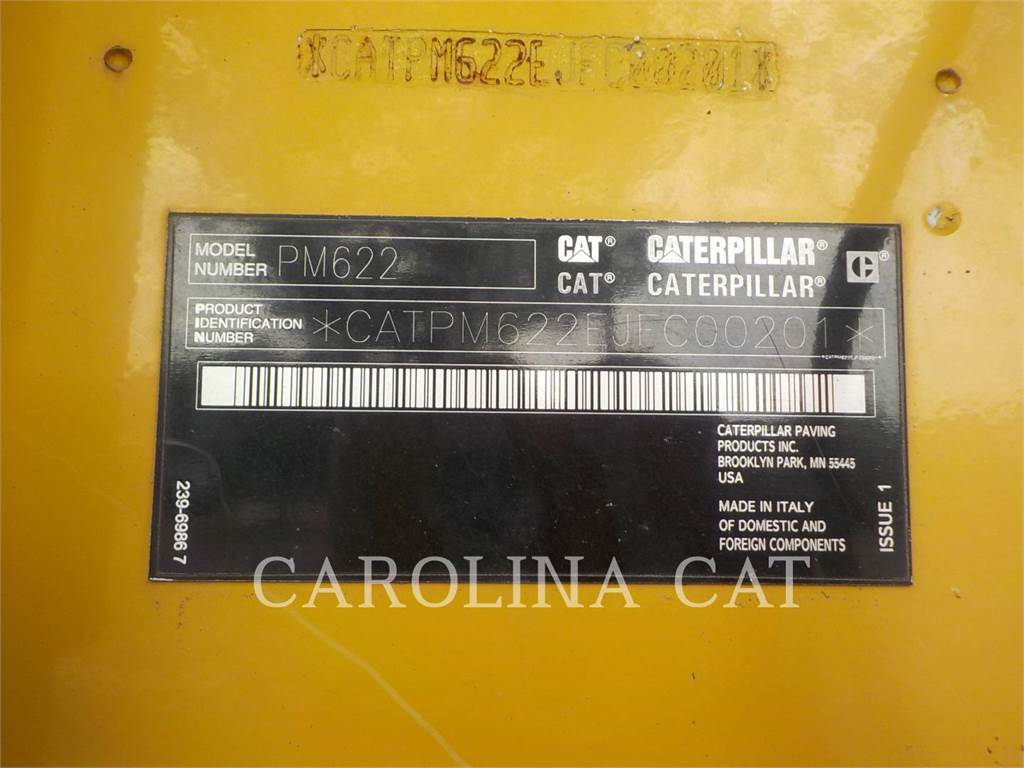 *CATPM622EJFC00201*
MODEL NUMBER PM622
CAT® CATERPILLAR®
CAT® CATERPILLAR®
C®
PRODUCT IDENTIFICATION NUMBER *CATPM622EJFC00201*
CATERPILLAR PAVING
PRODUCTS INC.
BROOKLYN PARK, MN 55445
USA
MADE IN ITALY
OF DOMESTIC AND
FOREIGN COMPONENTS
239-6986 7
ISSUE 1
CAROLINA CAT